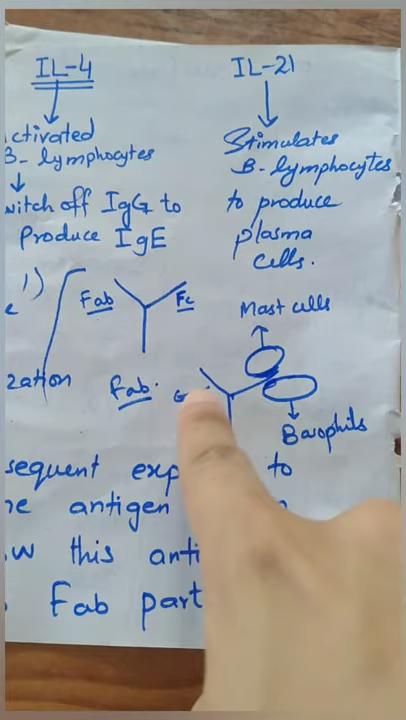 IL-4
IL-21
ctivated
B-lymphocytes
Stimulates
B-lymphocytes
to produce
plasma
cells.
witch off IgG to
Produce IgE
Fab
Fc
Mast cells
zation
Fab.
Basophils
sequent exp to
antigen
this anti
Fab part